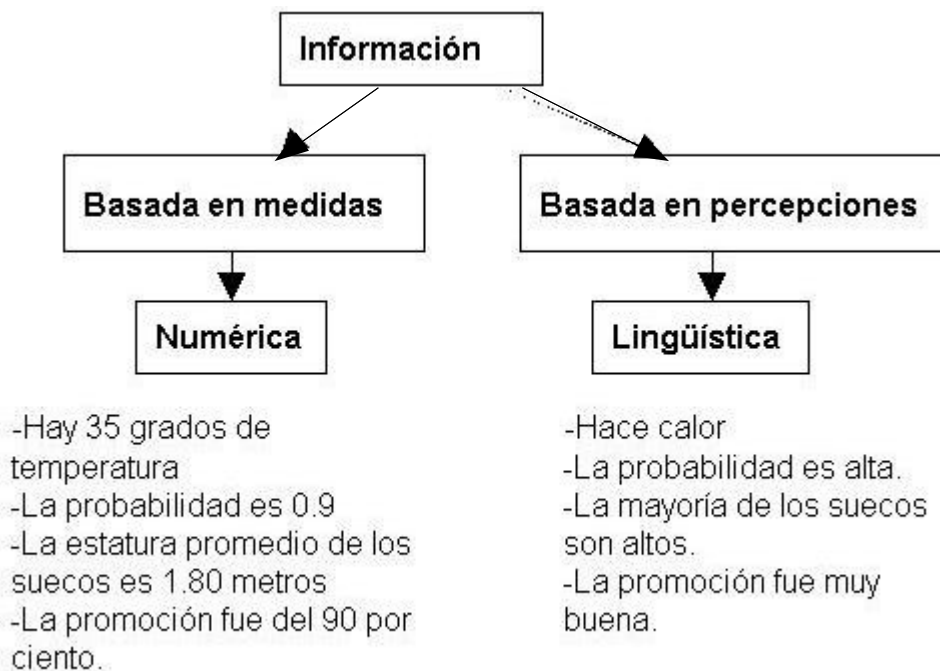 Información
Basada en medidas
Basada en percepciones
Numérica
Lingüística
-Hay 35 grados de
temperatura
-La probabilidad es 0.9
-La estatura promedio de los
suecos es 1.80 metros
-La promoción fue del 90 por
ciento.
-Hace calor
-La probabilidad es alta.
-La mayoría de los suecos
son altos.
-La promoción fue muy
buena.